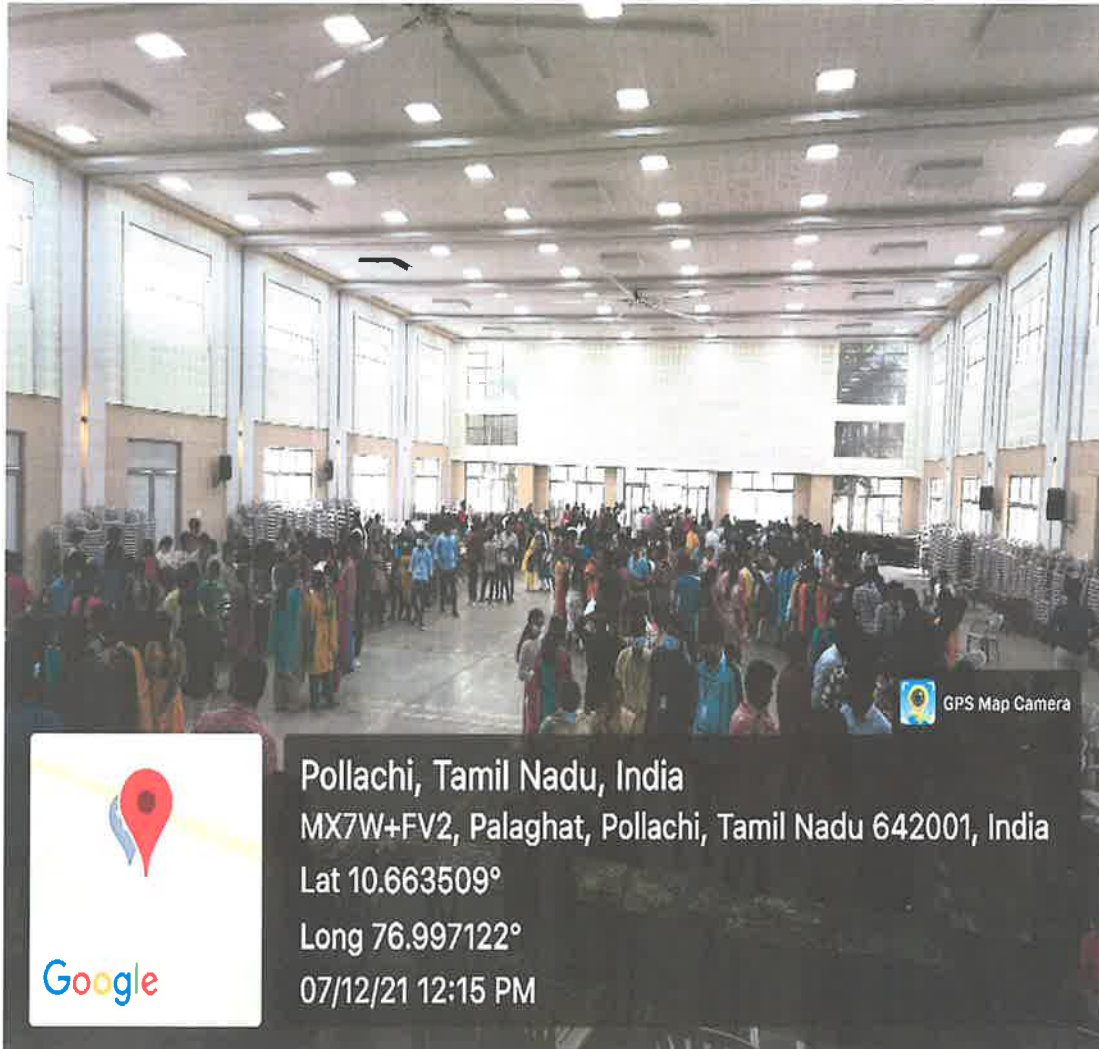 GPS Map Camera
Pollachi, Tamil Nadu, India
MX7W+FV2, Palaghat, Pollachi, Tamil Nadu 642001, India
Lat 10.663509°
Long 76.997122°
07/12/21 12:15 PM
Google